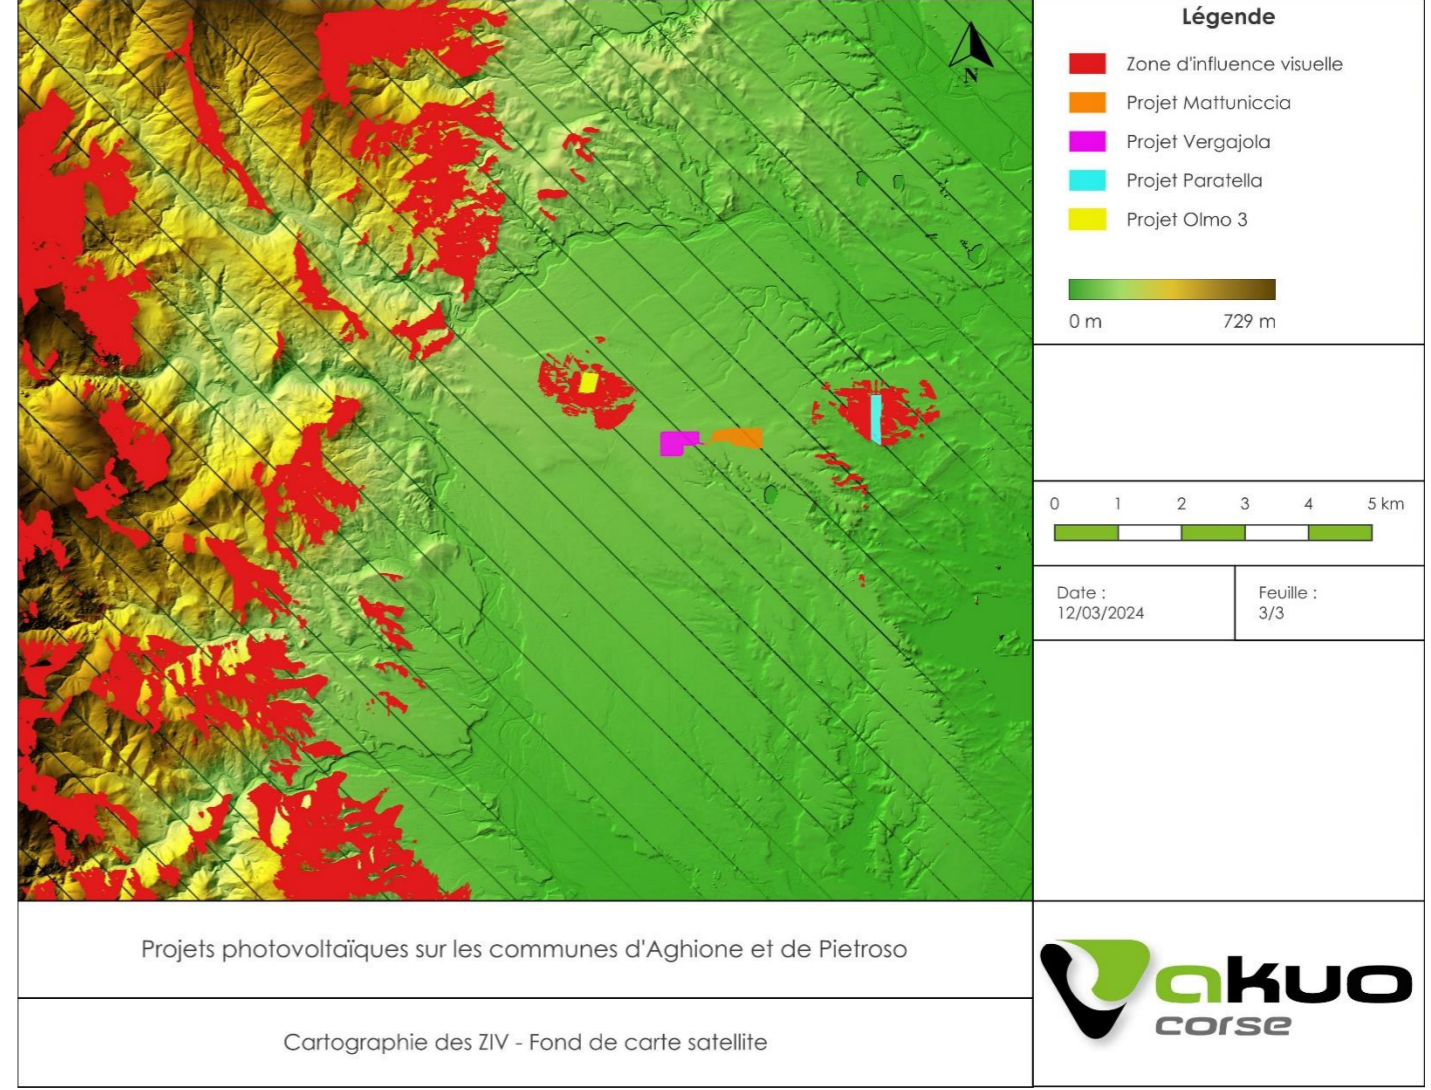 Légende
Zone d'influence visuelle
Projet Mattuniccia
Projet Vergajola
Projet Paratella
Projet Olmo 3
0 m 729 m
N
0 1 2 3 4 5 km
Date :
12/03/2024
Feuille :
3/3
Projets photovoltaïques sur les communes d'Aghione et de Pietroso
Cartographie des ZIV - Fond de carte satellite
akuo
corse